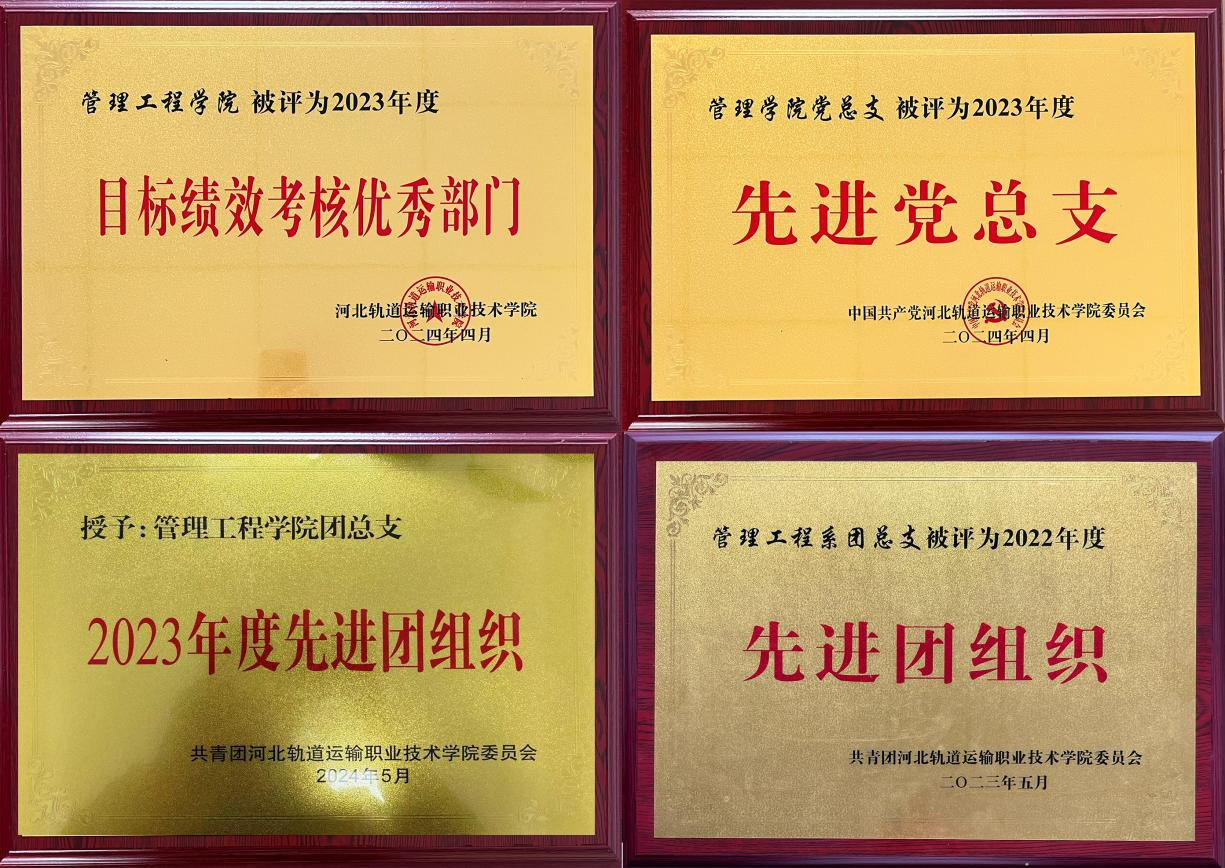 管理工程学院 被评为2023年度
目标绩效考核优秀部门
河北轨道运输职业技术学院
二〇二四年四月
管理学院党总支 被评为2023年度
先进党总支
中国共产党河北轨道运输职业技术学院委员会
二〇二四年四月
授予：管理工程学院团总支
2023年度先进团组织
共青团河北轨道运输职业技术学院委员会
2024年5月
管理工程系团总支被评为2022年度
先进团组织
共青团河北轨道运输职业技术学院委员会
二〇二三年五月